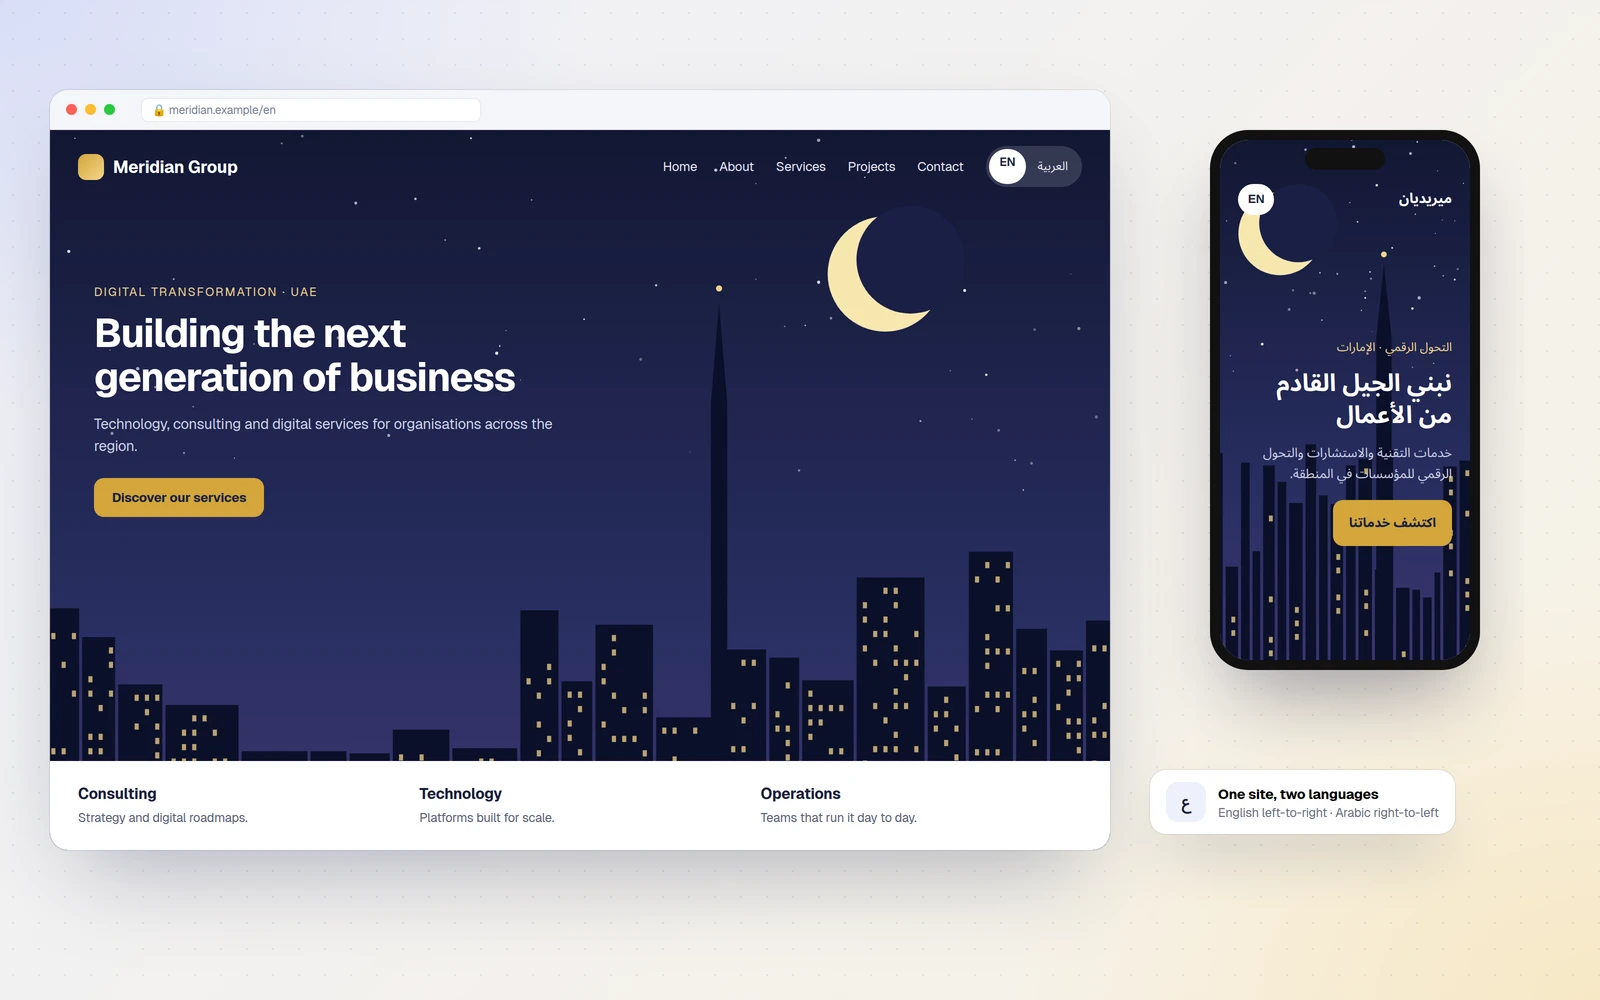 meridian.example/en
Meridian Group
Home About Services Projects Contact EN العربية
DIGITAL TRANSFORMATION · UAE
Building the next
generation of business
Technology, consulting and digital services for organisations across the
region.
Discover our services
Consulting
Strategy and digital roadmaps.
Technology
Platforms built for scale.
Operations
Teams that run it day to day.
ميريديان
EN
التحول الرقمي · الإمارات
نبني الجيل القادم
من الأعمال
خدمات التقنية والاستشارات والتحول
الرقمي للمؤسسات في المنطقة.
اكتشف خدماتنا
ع
One site, two languages
English left-to-right · Arabic right-to-left